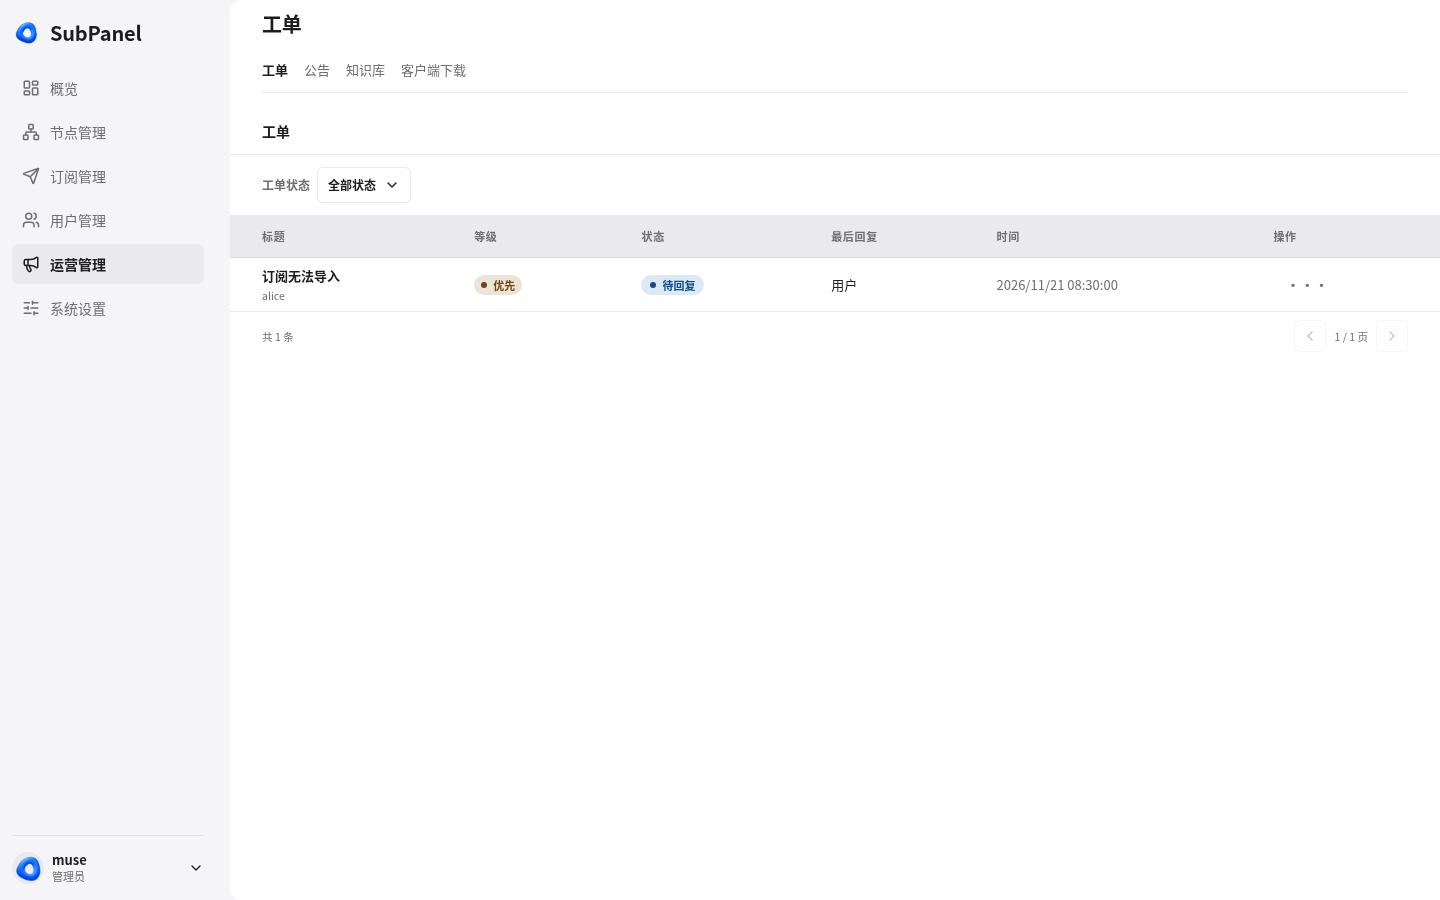 SubPanel
概览
节点管理
订阅管理
用户管理
运营管理
系统设置
muse
管理员
工单
工单 公告 知识库 客户端下载
工单
工单状态 全部状态
标题 等级 状态 最后回复 时间 操作
订阅无法导入 优先 待回复 用户 2026/11/21 08:30:00
alice
共 1 条 1 / 1 页